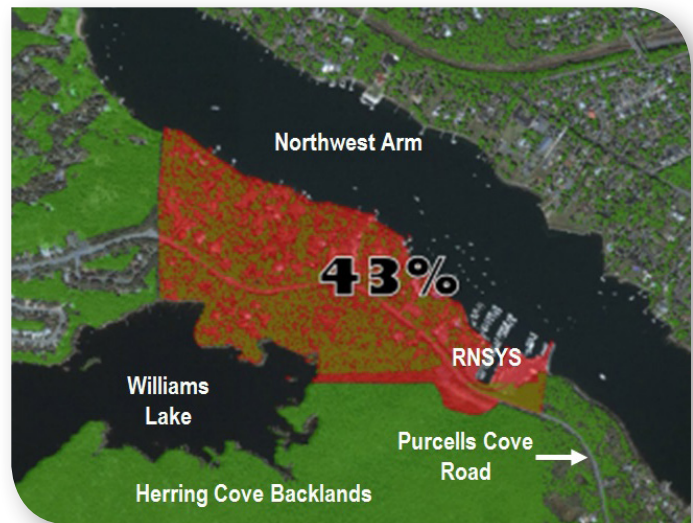 Northwest Arm
43%
RNSYS
Williams
Lake
Purcells Cove
Road
Herring Cove Backlands